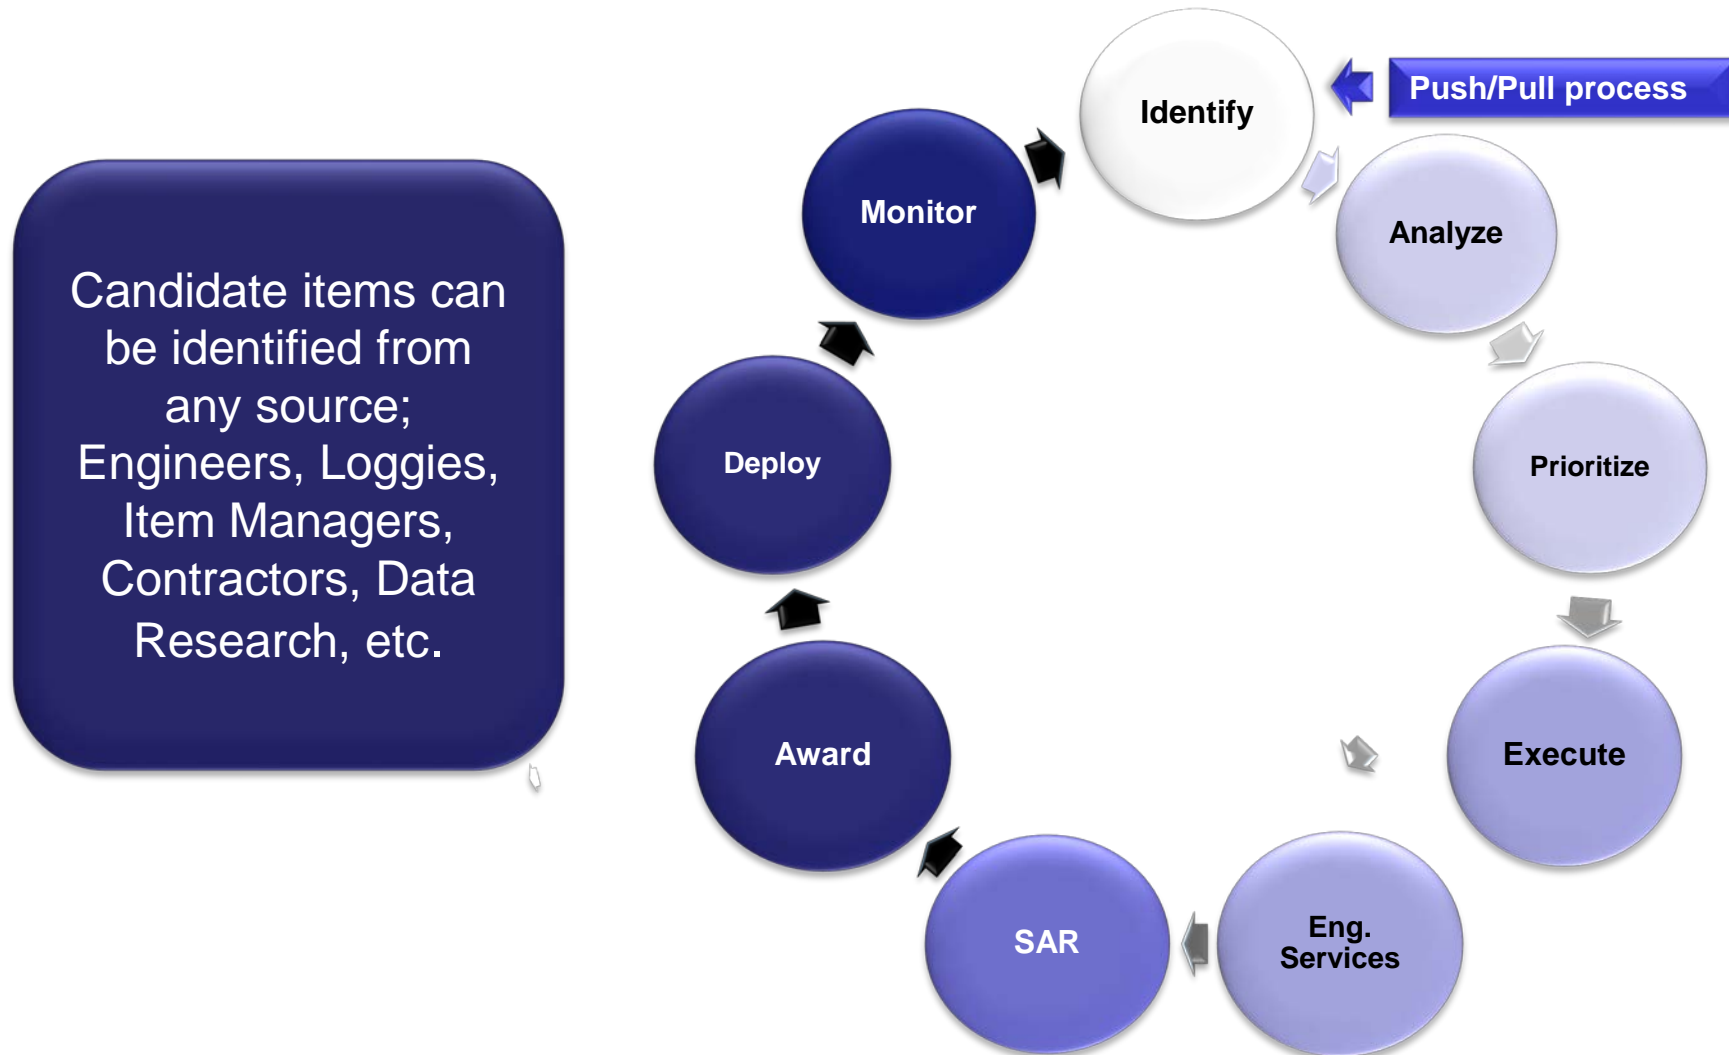 Identify
Push/Pull process
Monitor
Analyze
Candidate items can
be identified from
any source;
Engineers, Loggies,
Item Managers,
Contractors, Data
Research, etc.
Deploy
Prioritize
Award
Execute
SAR
Eng.
Services